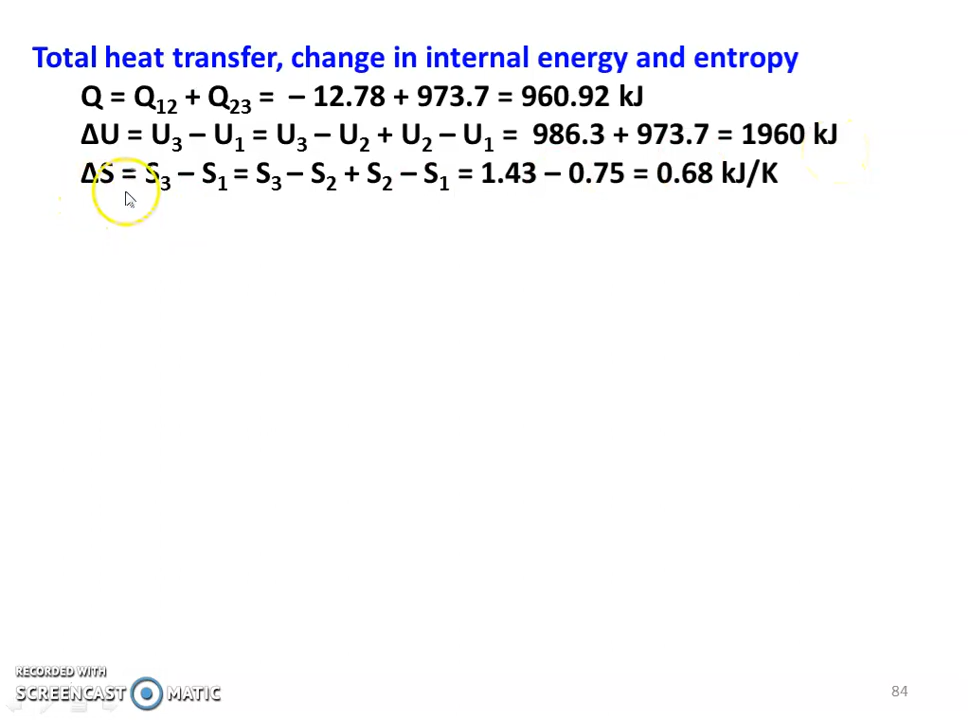 Total heat transfer, change in internal energy and entropy
Q = Q₁₂ + Q₂₃ = – 12.78 + 973.7 = 960.92 kJ
ΔU = U₃ – U₁ = U₃ – U₂ + U₂ – U₁ = 986.3 + 973.7 = 1960 kJ
ΔS = S₃ – S₁ = S₃ – S₂ + S₂ – S₁ = 1.43 – 0.75 = 0.68 kJ/K
RECORDED WITH
SCREENCAST MATIC
84